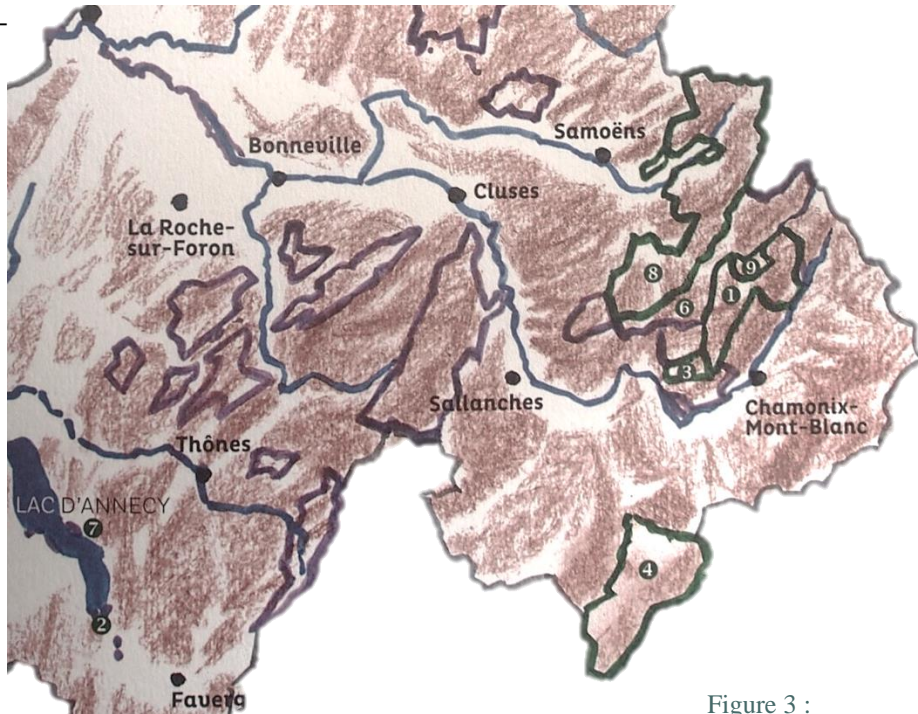 Samoëns
Bonneville
Cluses
La Roche-
sur-Foron
8
9
1
6
3
Sallanches
Chamonix-
Mont-Blanc
Thônes
LAC D'ANNECY
7
4
2
Faverg
Figure 3 :